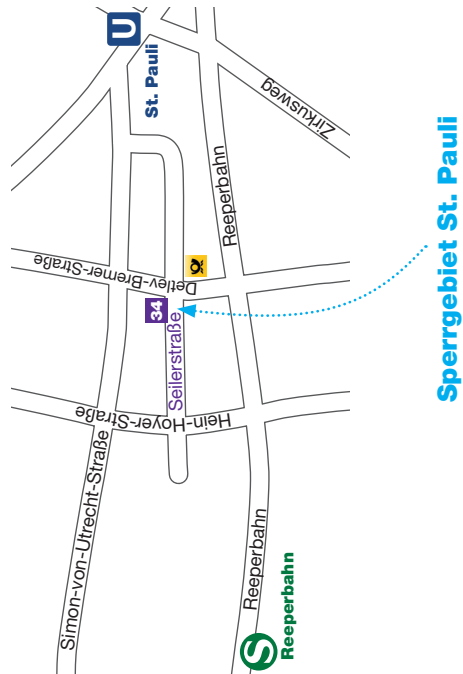 U
St. Pauli
Zirkusweg
Reeperbahn
Detlev-Bremer-Straße
34
Seilerstraße
Hein-Hoyer-Straße
Simon-von-Utrecht-Straße
Reeperbahn
S
Reeperbahn
Sperrgebiet St. Pauli